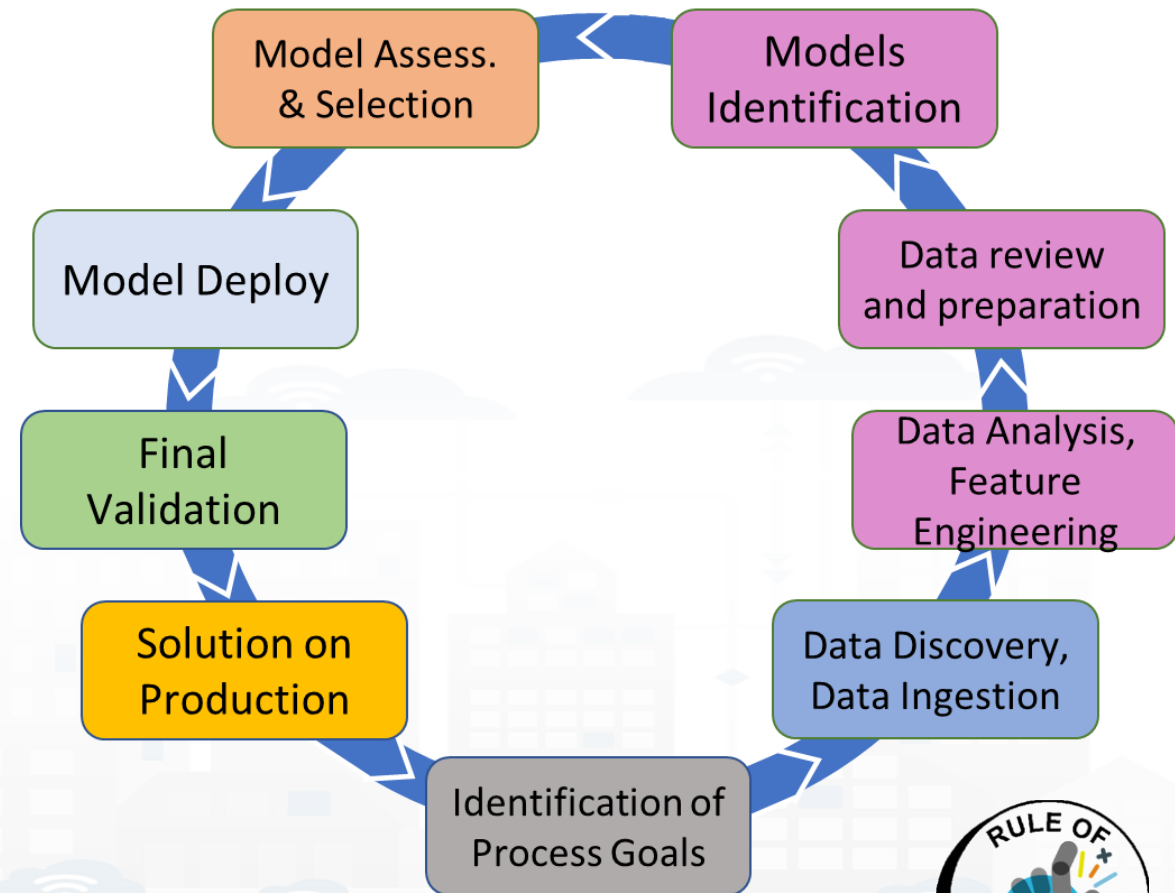 Model Assess.
& Selection
Models
Identification
Model Deploy
Data review
and preparation
Final
Validation
Data Analysis,
Feature
Engineering
Solution on
Production
Data Discovery,
Data Ingestion
Identification of
Process Goals
RULE OF